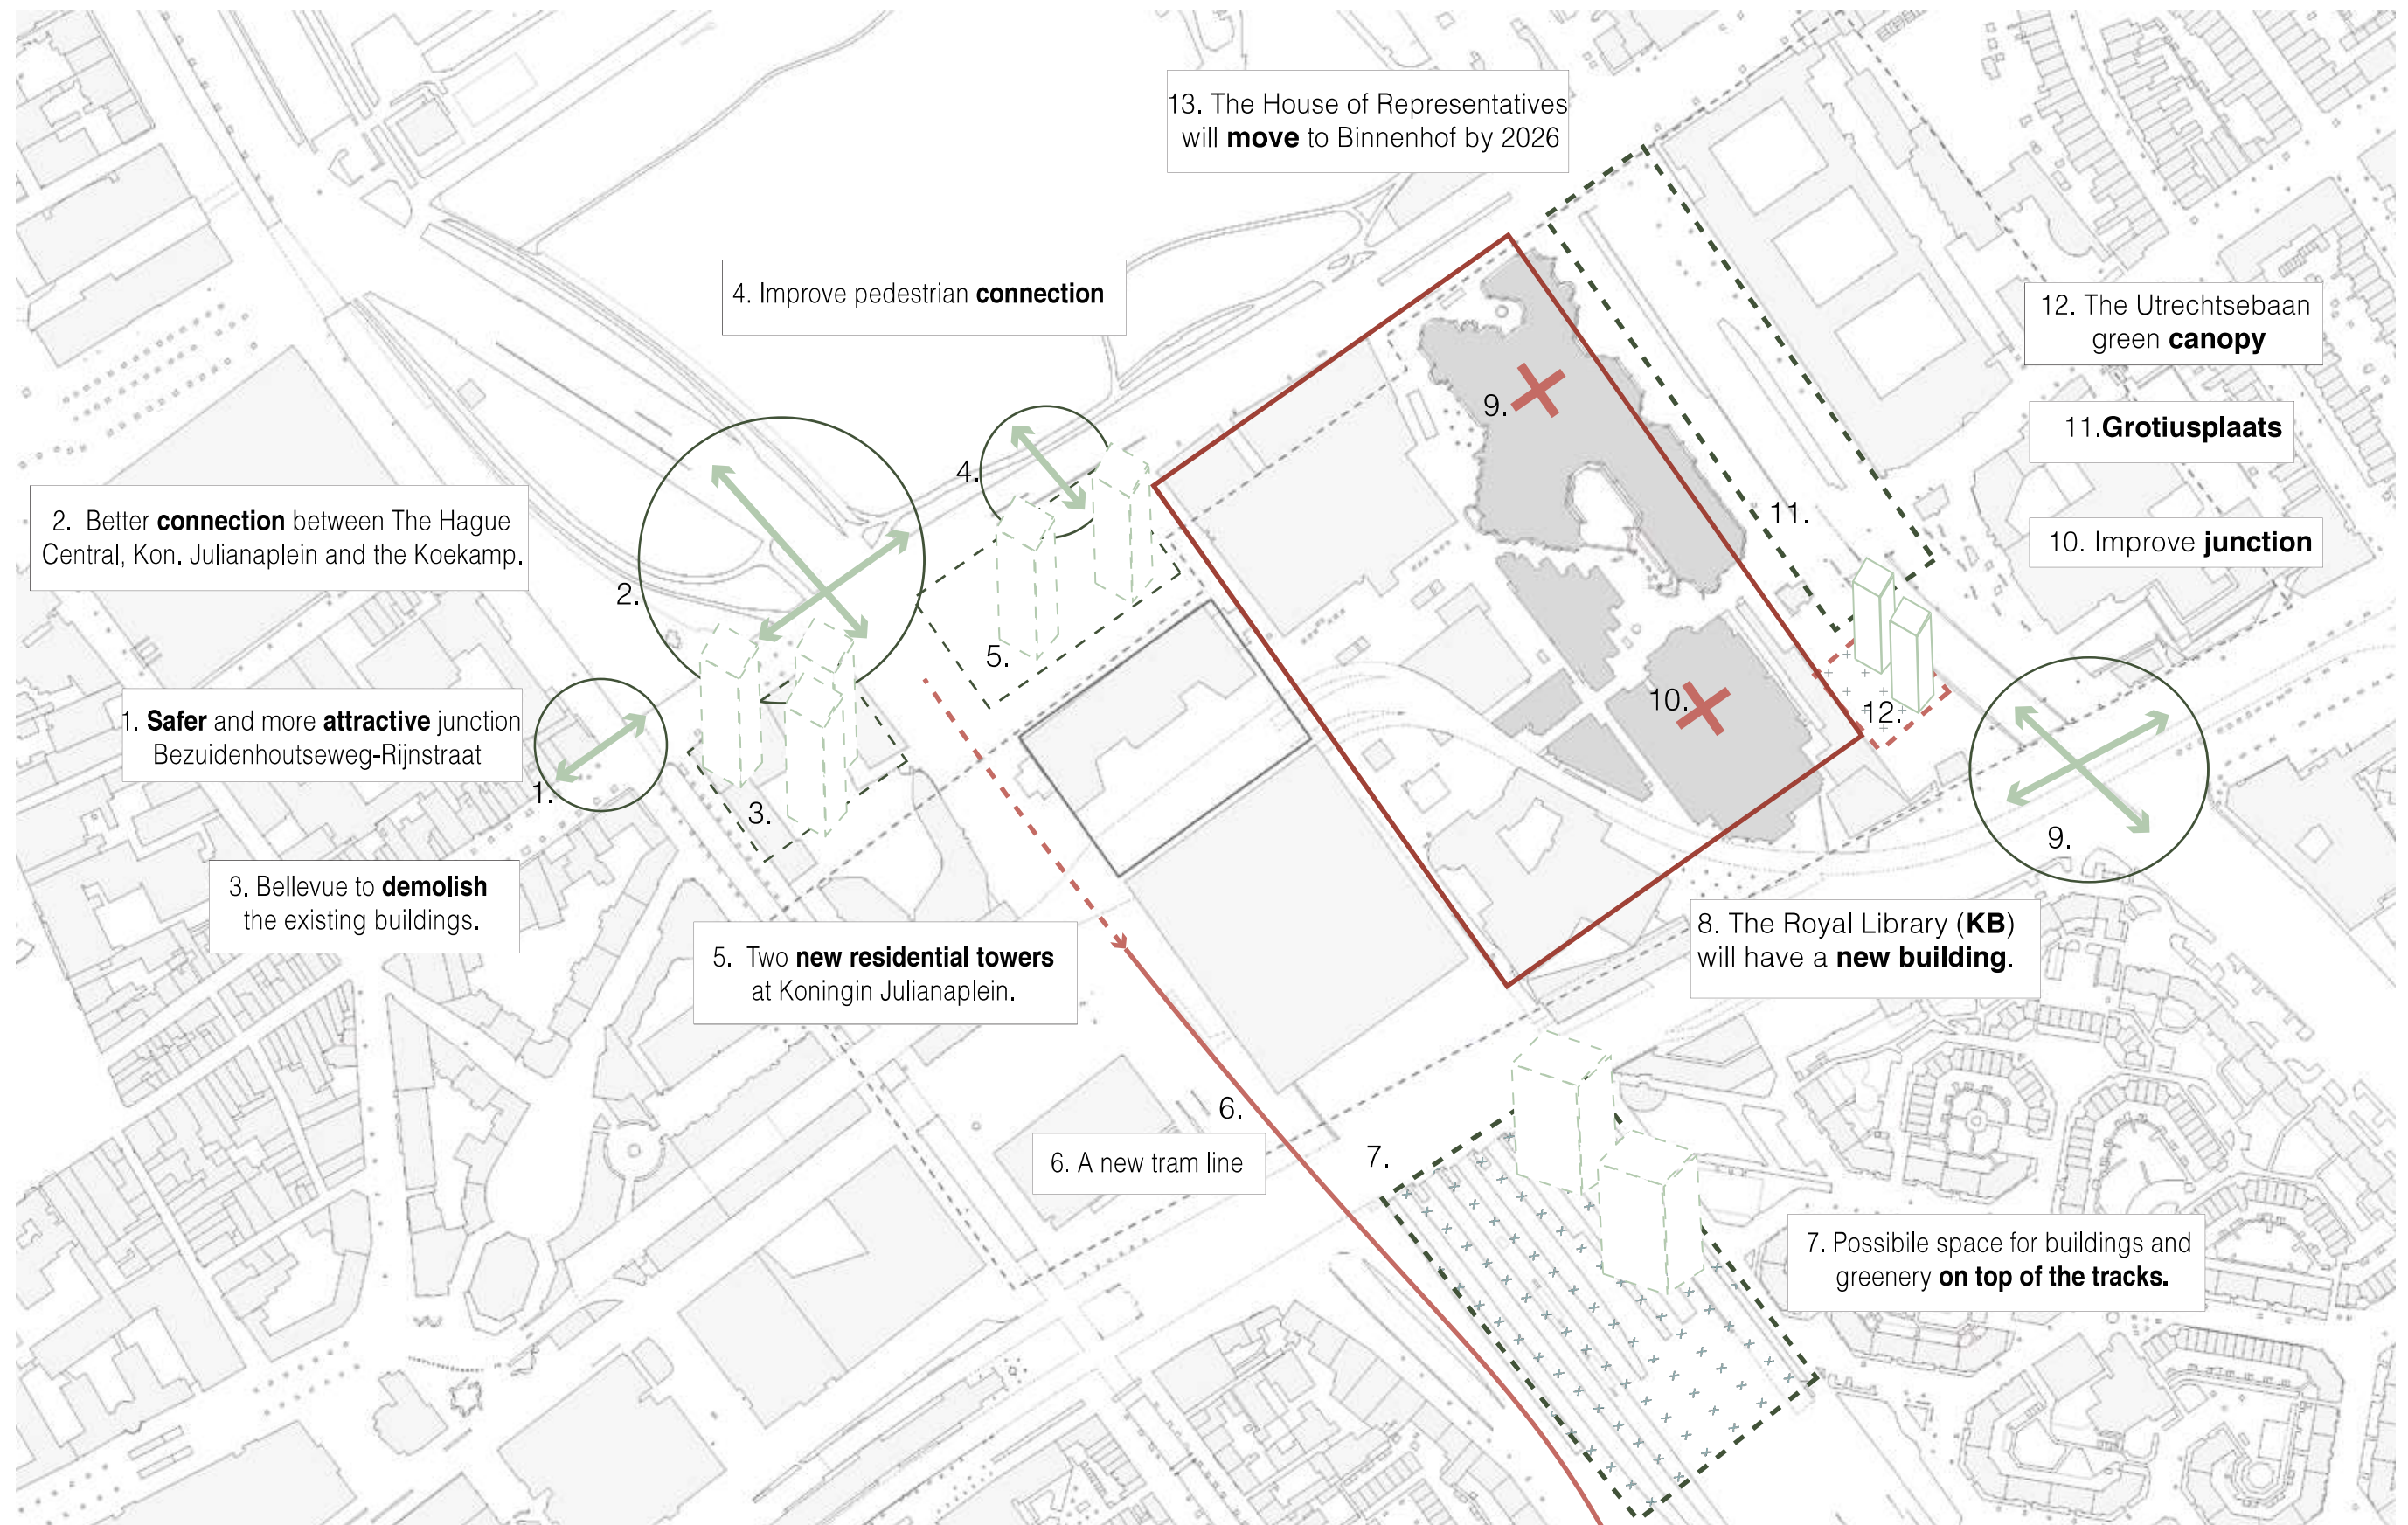 13. The House of Representatives
will move to Binnenhof by 2026
4. Improve pedestrian connection
12. The Utrechtsebaan
green canopy
11.Grotiusplaats
10. Improve junction
2. Better connection between The Hague
Central, Kon. Julianaplein and the Koekamp.
1. Safer and more attractive junction
Bezuidenhoutseweg-Rijnstraat
3. Bellevue to demolish
the existing buildings.
5. Two new residential towers
at Koningin Julianaplein.
8. The Royal Library (KB)
will have a new building.
6. A new tram line
7. Possibile space for buildings and
greenery on top of the tracks.
9.
4.
11.
2.
5.
10.
12.
1.
3.
9.
6.
7.